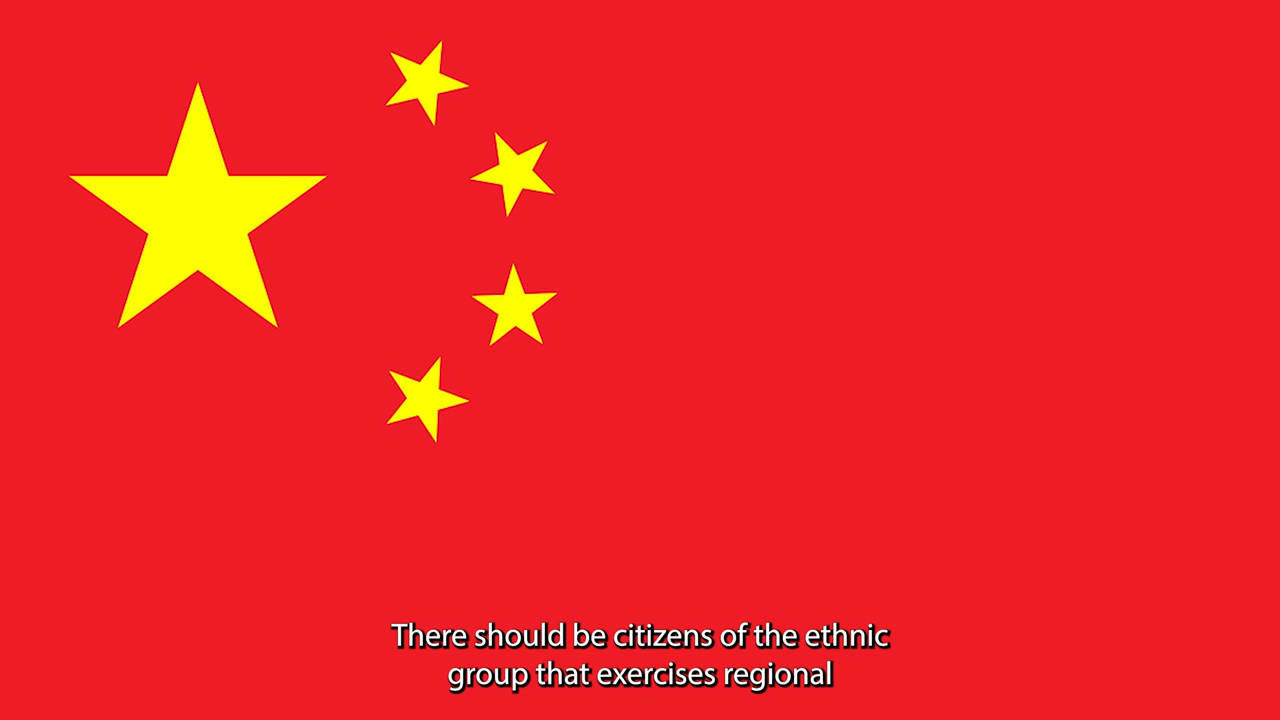 There should be citizens of the ethnic
group that exercises regional